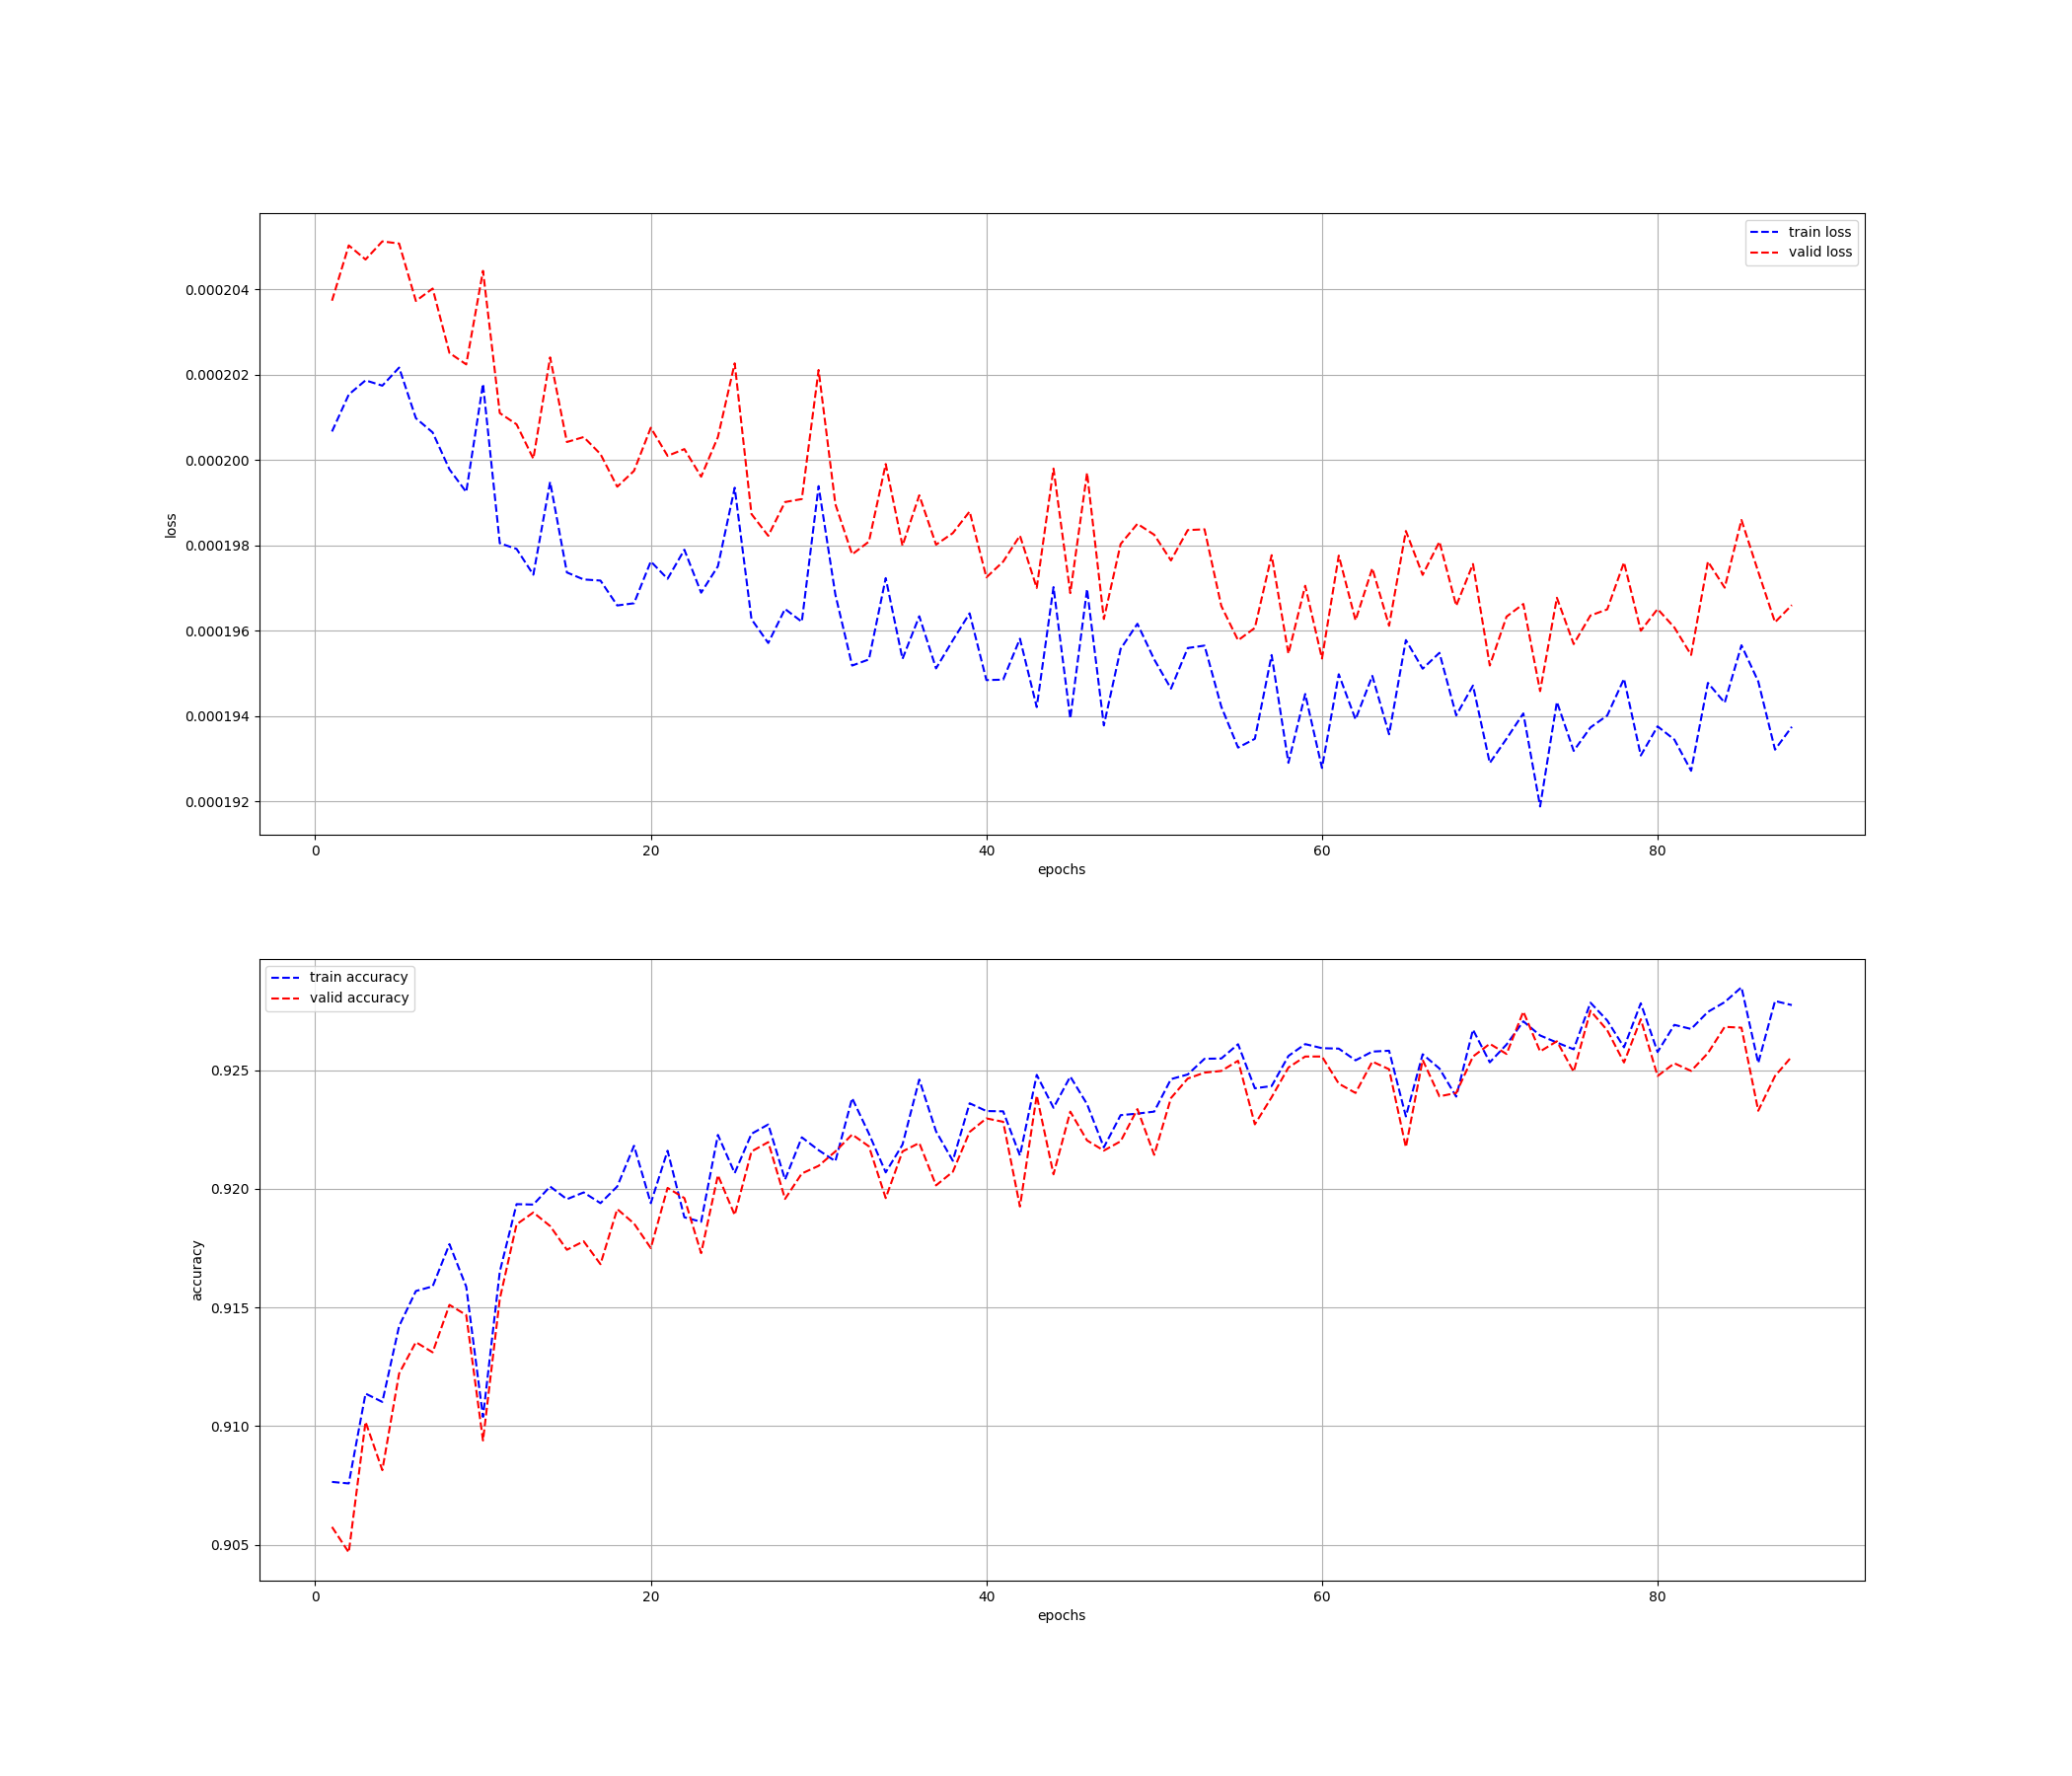 train loss
valid loss
0.000204
0.000202
0.000200
0.000198
0.000196
0.000194
0.000192
loss
0 20 40 60 80
epochs
train accuracy
valid accuracy
0.925
0.920
0.915
0.910
0.905
accuracy
0 20 40 60 80
epochs